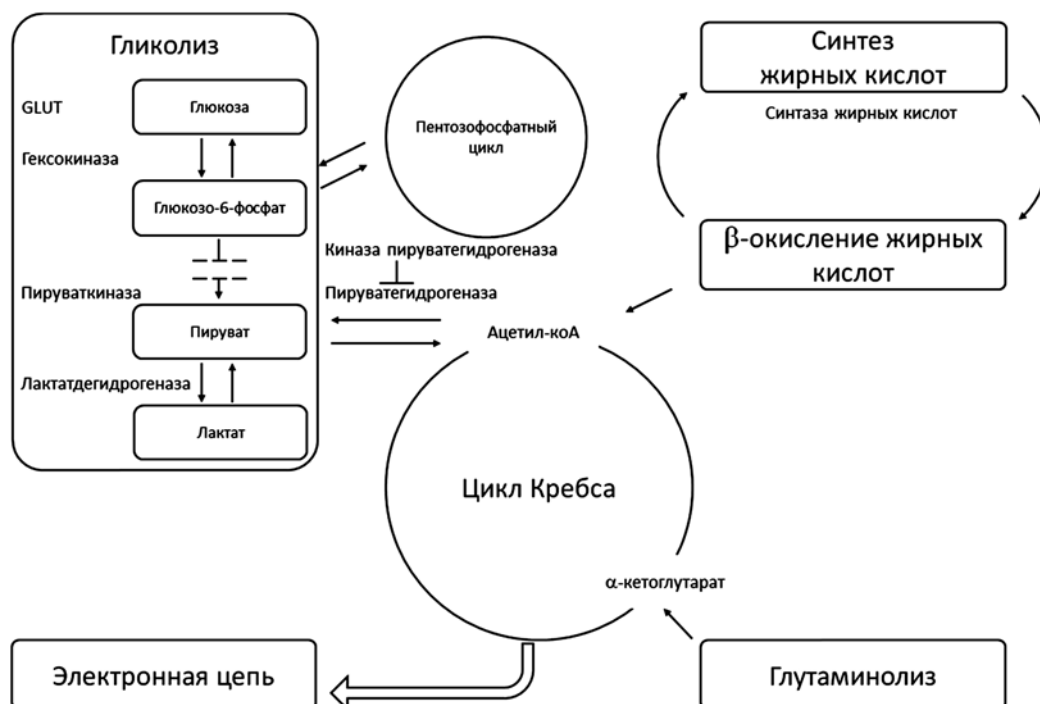 Гликолиз
GLUT
Глюкоза
Гексокиназа
Глюкозо-6-фосфат
Пируваткиназа
Пируват
Лактатдегидрогеназа
Лактат
Пентозофосфатный
цикл
Киназа пируватегидрогеназа
Пируватегидрогеназа
Ацетил-коА
Синтез
жирных кислот
Синтаза жирных кислот
β-окисление жирных
кислот
Цикл Кребса
α-кетоглутарат
Электронная цепь
Глутаминолиз